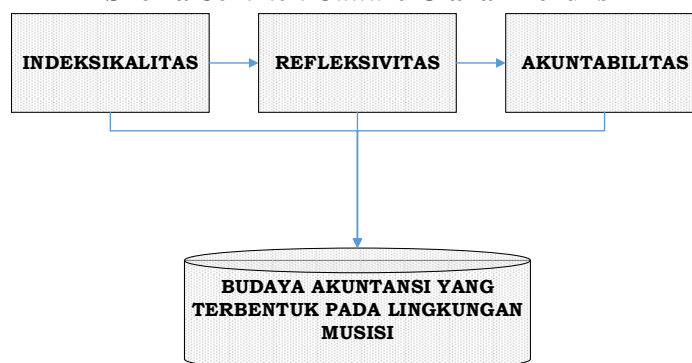 INDEKSIKALITAS
REFLEKSIVITAS
AKUNTABILITAS
BUDAYA AKUNTANSI YANG
TERBENTUK PADA LINGKUNGAN
MUSISI